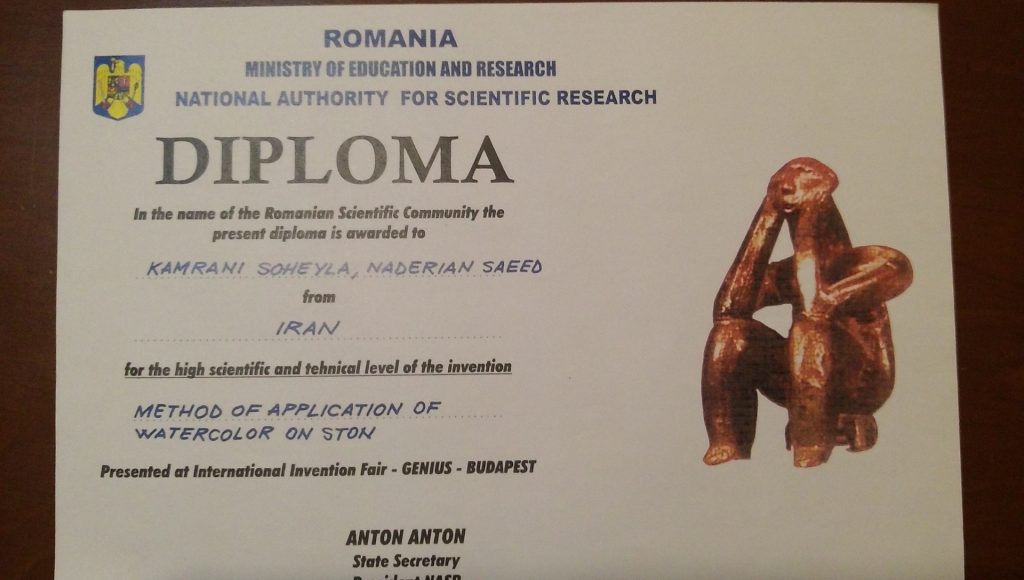 ROMANIA
MINISTRY OF EDUCATION AND RESEARCH
NATIONAL AUTHORITY FOR SCIENTIFIC RESEARCH
DIPLOMA
In the name of the Romanian Scientific Community the
present diploma is awarded to
KAMRANI SOHEYLA, NADERIAN SAEED
from
IRAN
for the high scientific and tehnical level of the invention
METHOD OF APPLICATION OF
WATERCOLOR ON STON
Presented at International Invention Fair - GENIUS - BUDAPEST
ANTON ANTON
State Secretary
President NASR